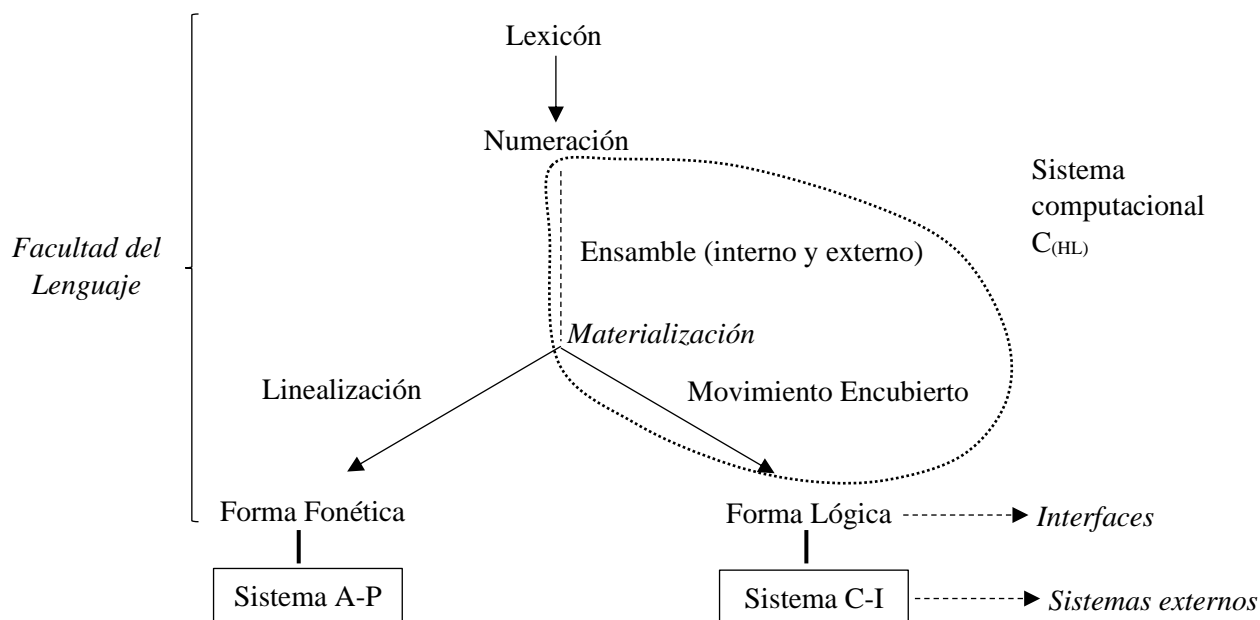 Lexicón
Numeración
Sistema
computacional
C(HL)
Ensamble (interno y externo)
Facultad del
Lenguaje
Materialización
Linealización
Movimiento Encubierto
Forma Fonética
Forma Lógica
Interfaces
Sistema A-P
Sistema C-I
Sistemas externos